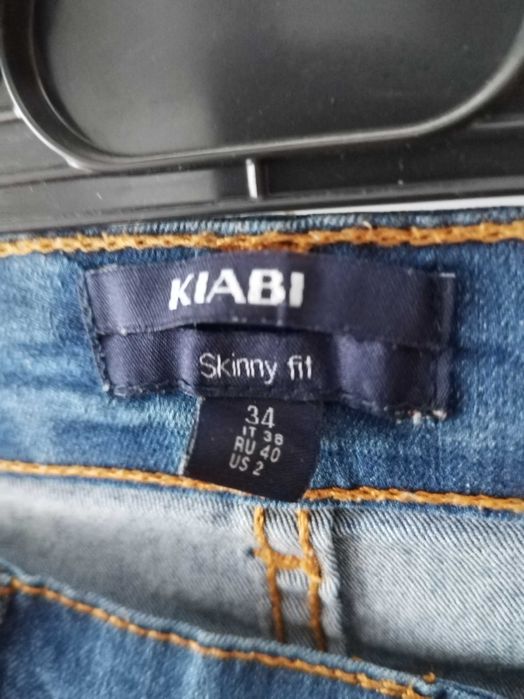 KIABI
Skinny fit
34
IT 38
RU 40
US 2